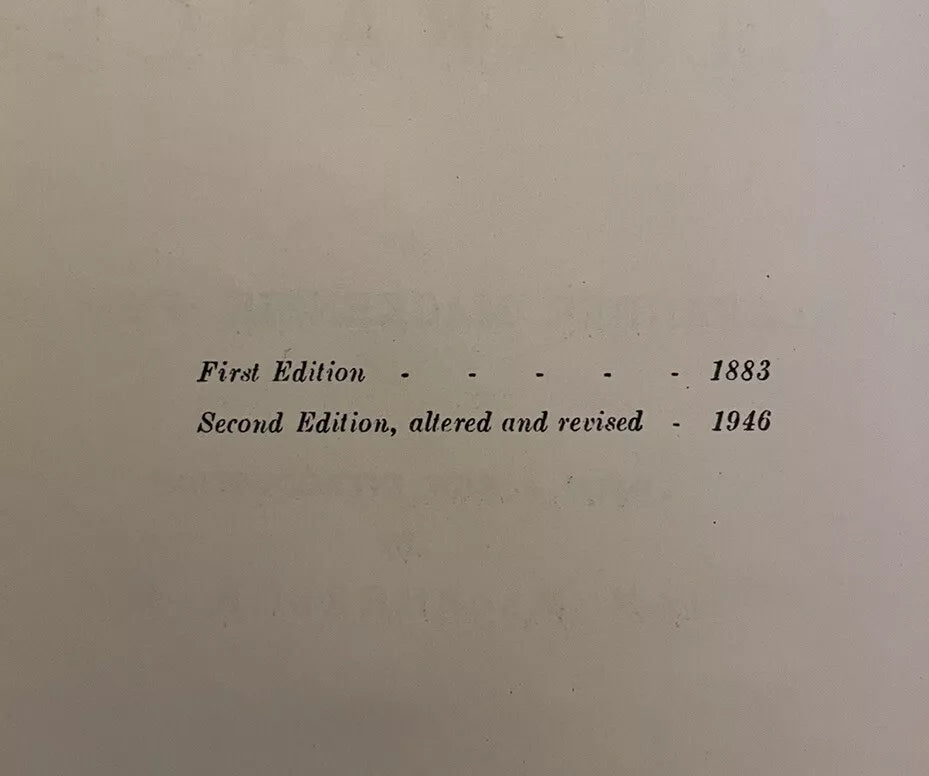 First Edition - - - - - 1883
Second Edition, altered and revised - 1946